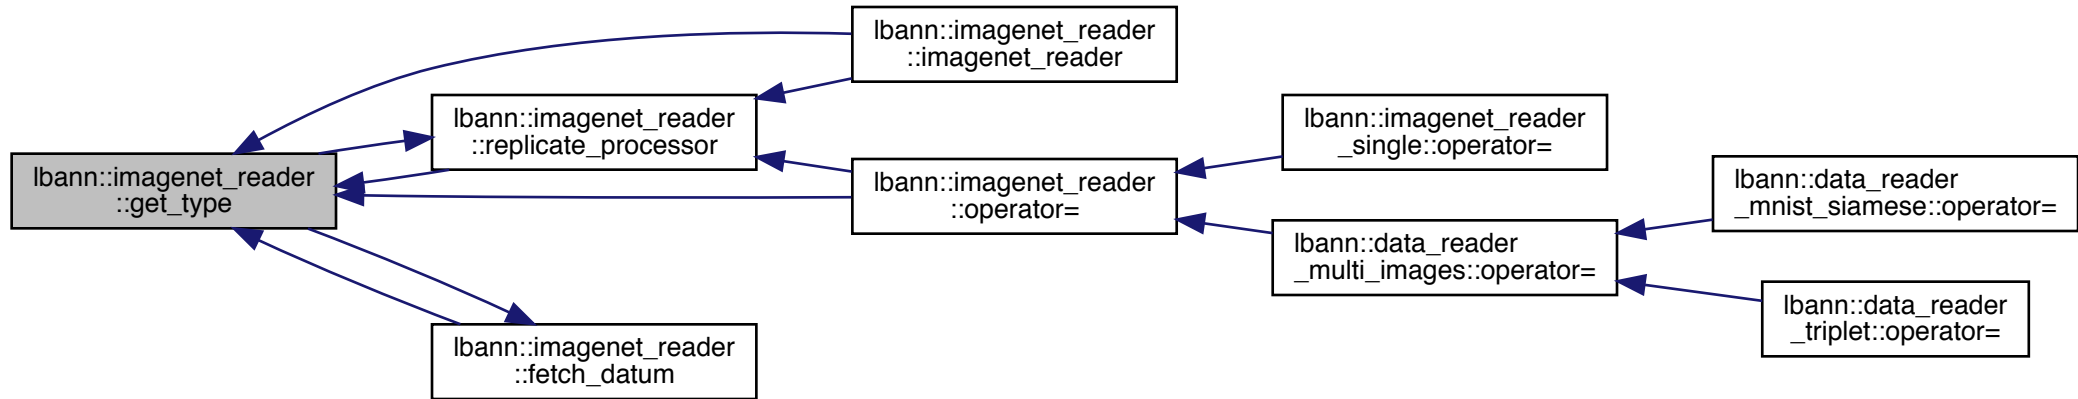 lbann::imagenet_reader
::get_type
lbann::imagenet_reader
::replicate_processor
lbann::imagenet_reader
::fetch_datum
lbann::imagenet_reader
::imagenet_reader
lbann::imagenet_reader
::operator=
lbann::imagenet_reader
_single::operator=
lbann::data_reader
_multi_images::operator=
lbann::data_reader
_mnist_siamese::operator=
lbann::data_reader
_triplet::operator=